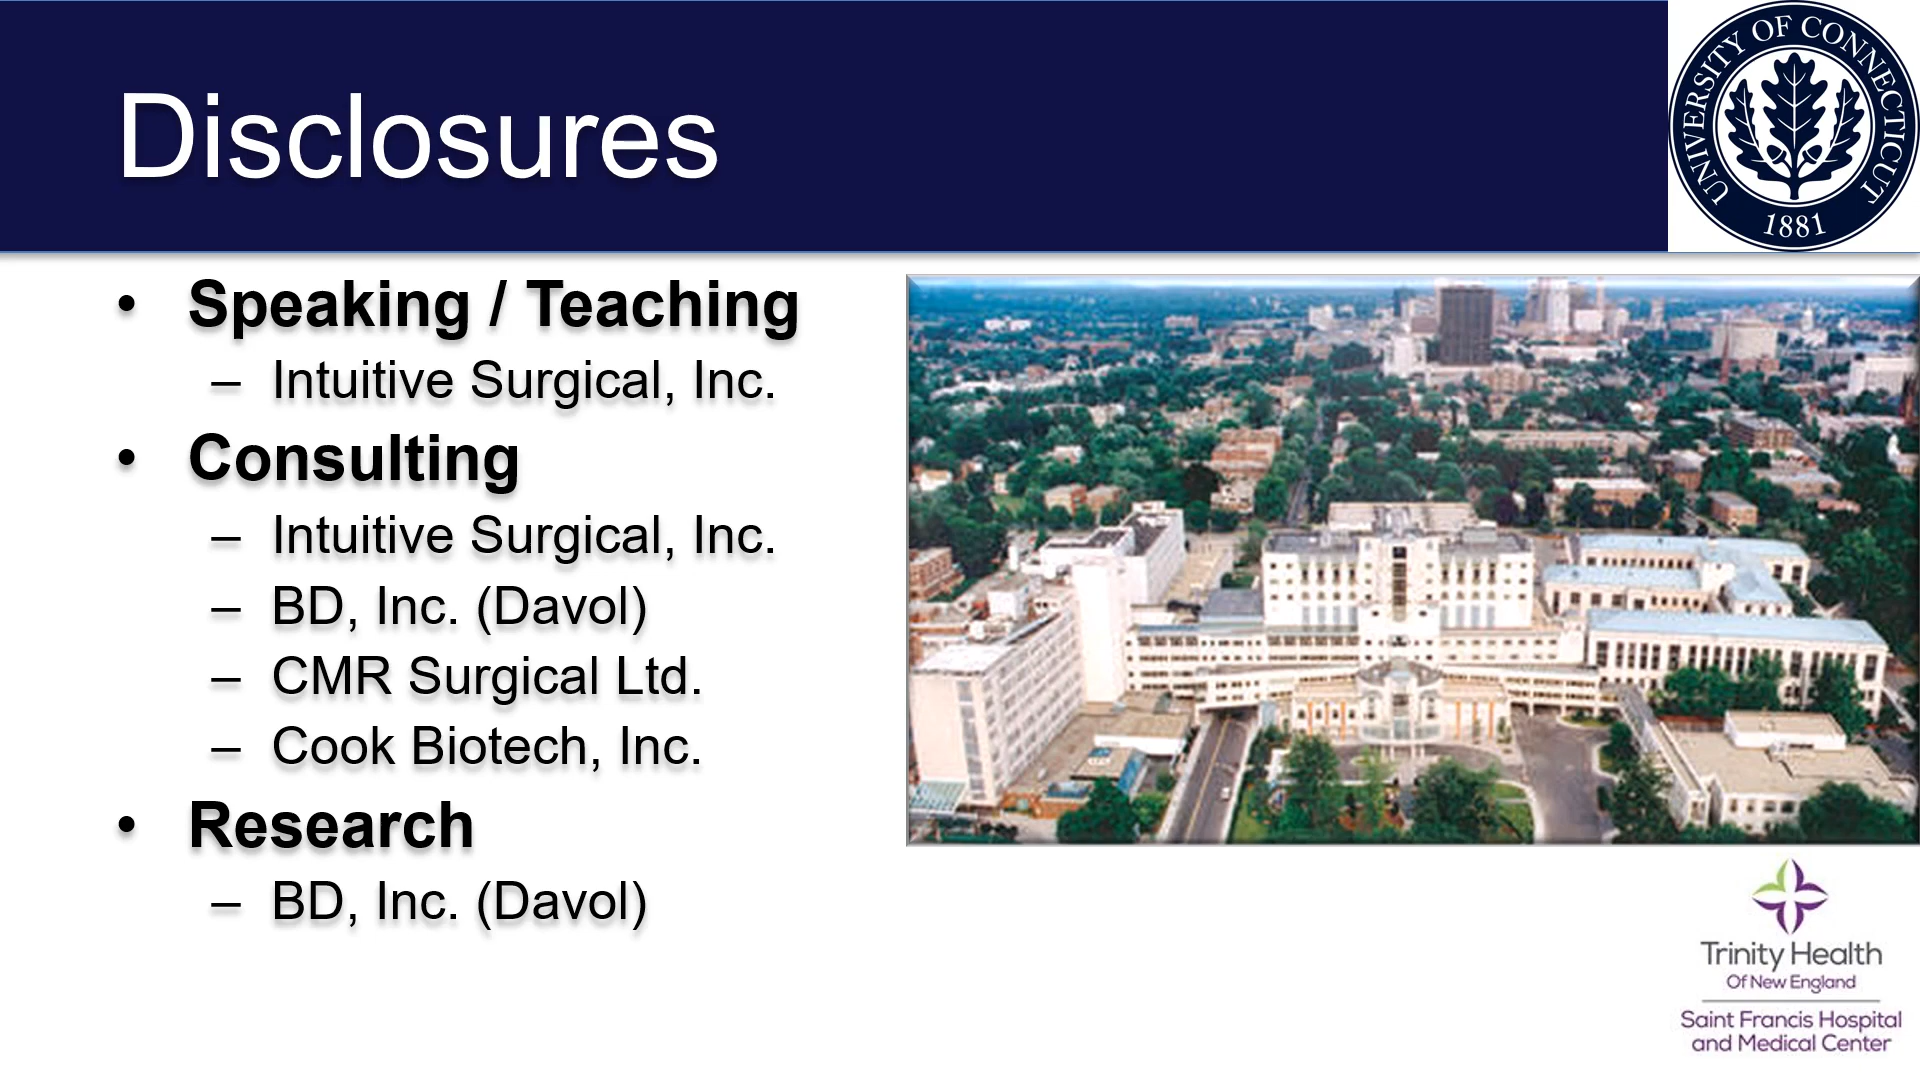 Disclosures
UNIVERSITY OF CONNECTICUT
1881
• Speaking / Teaching
– Intuitive Surgical, Inc.
• Consulting
– Intuitive Surgical, Inc.
– BD, Inc. (Davol)
– CMR Surgical Ltd.
– Cook Biotech, Inc.
• Research
– BD, Inc. (Davol)
Trinity Health
Of New England
Saint Francis Hospital
and Medical Center